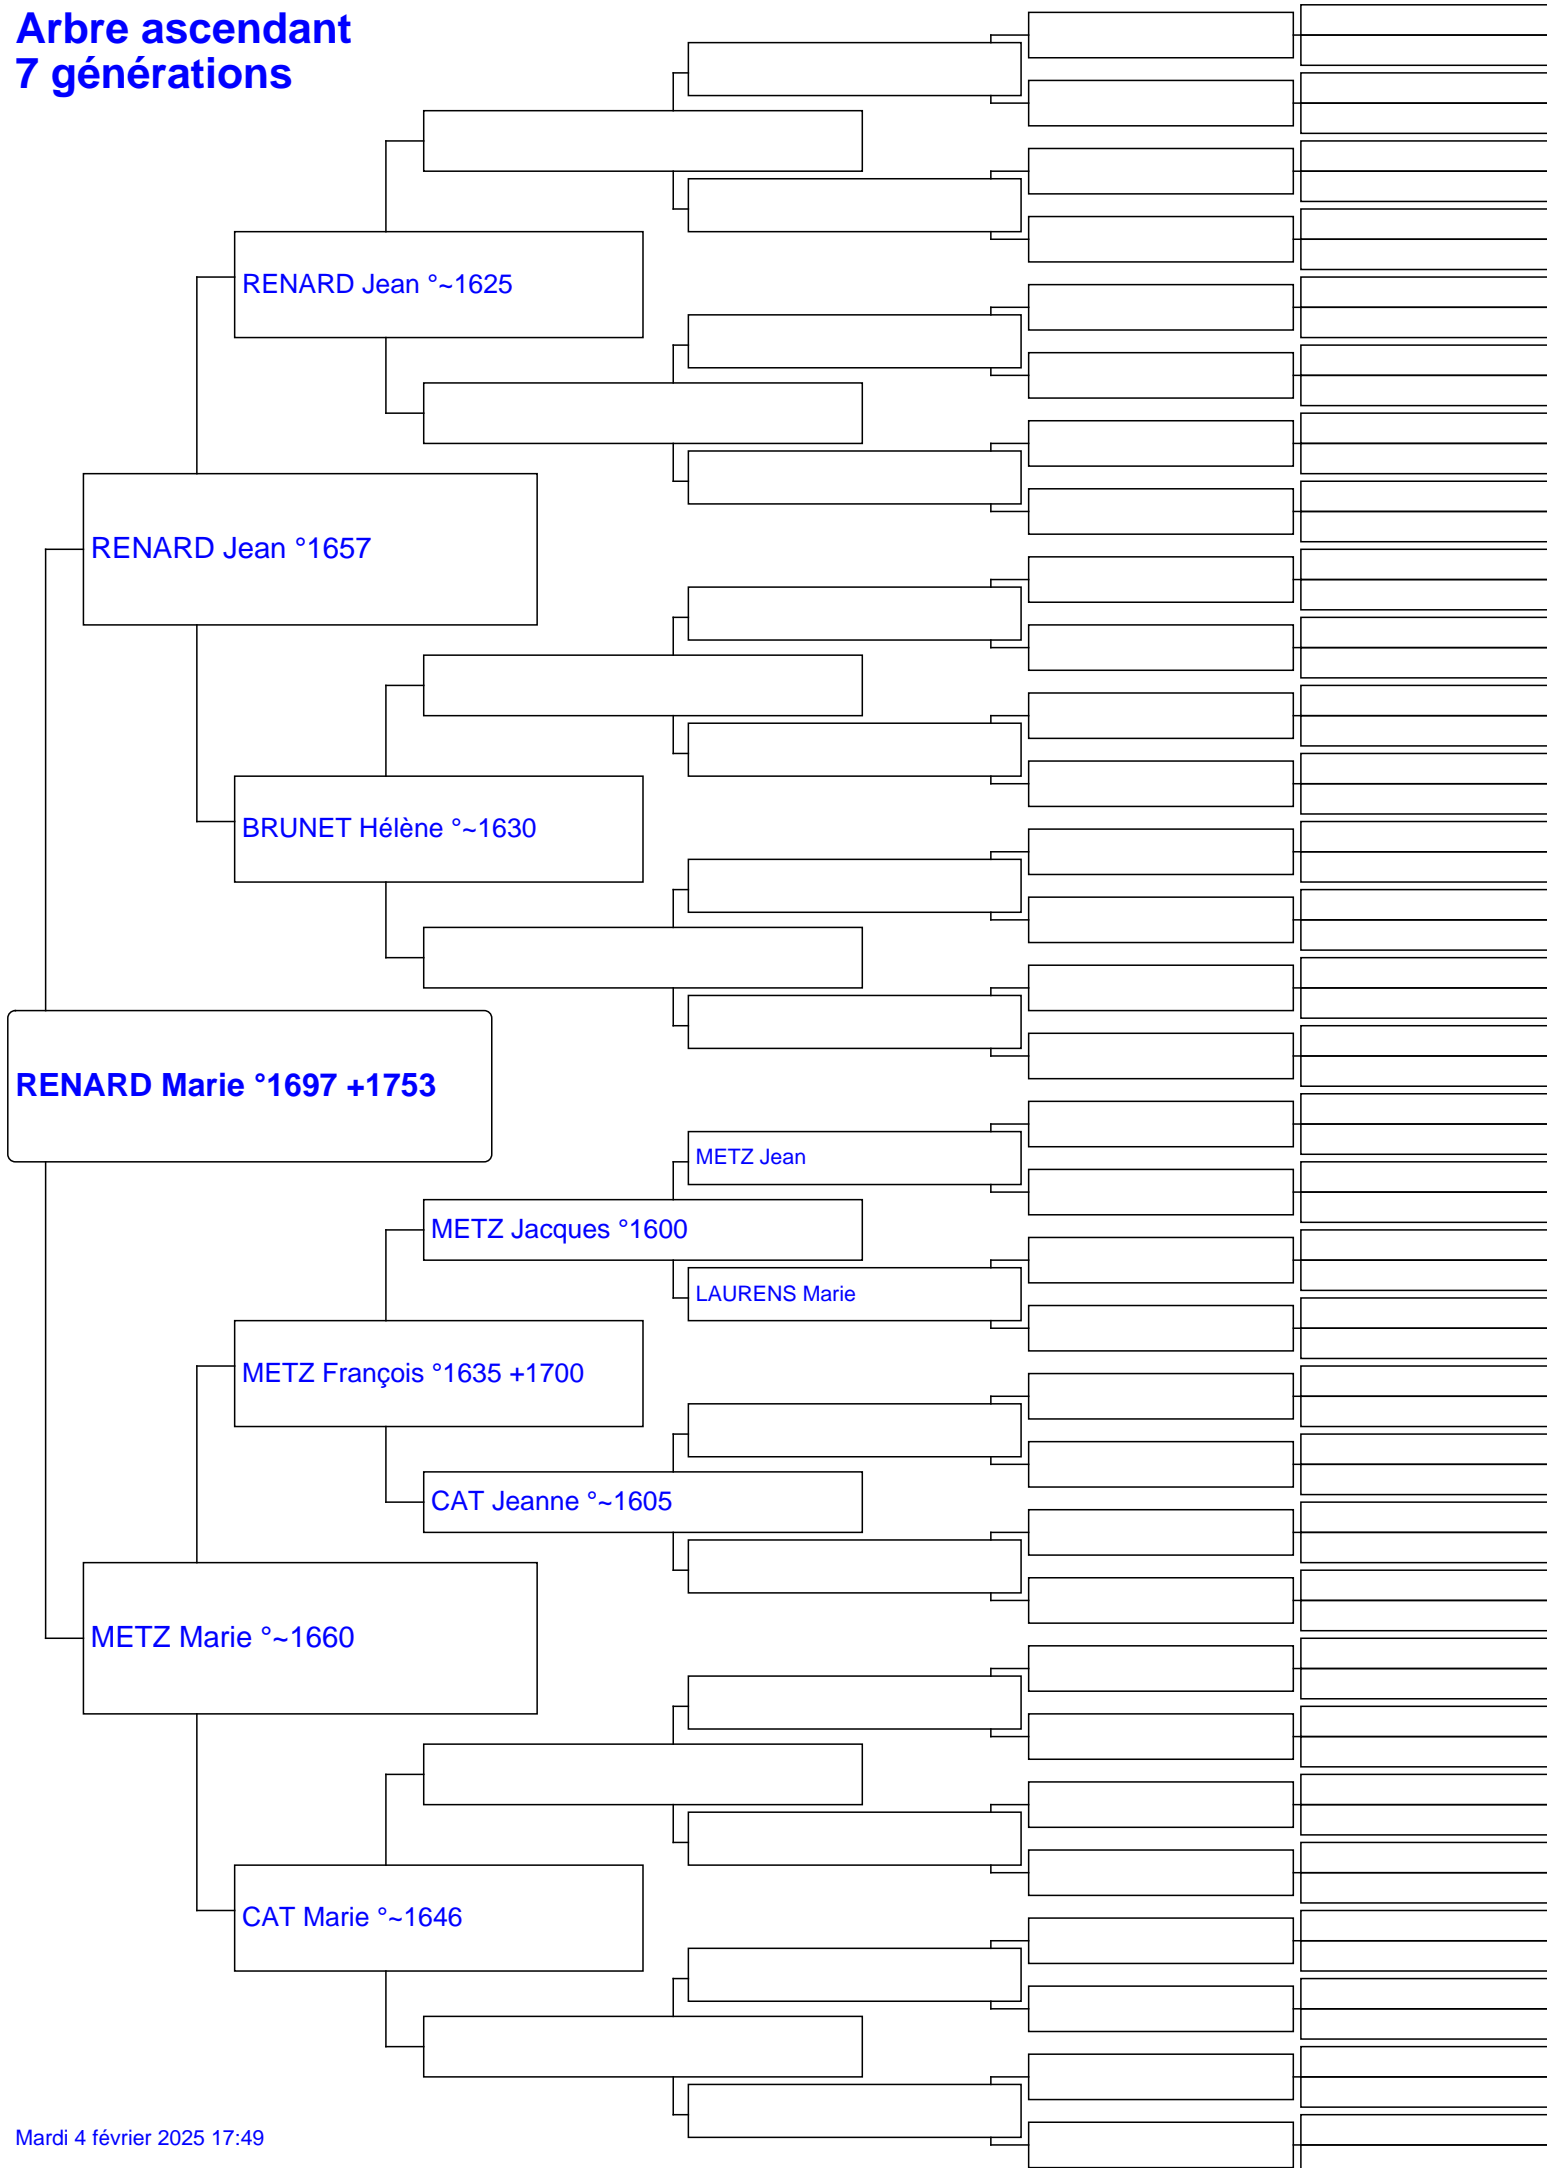 Arbre ascendant
7 générations
RENARD Jean °~1625
RENARD Jean °1657
BRUNET Hélène °~1630
RENARD Marie °1697 +1753
METZ Jean
METZ Jacques °1600
LAURENS Marie
METZ François °1635 +1700
CAT Jeanne °~1605
METZ Marie °~1660
CAT Marie °~1646
Mardi 4 février 2025 17:49